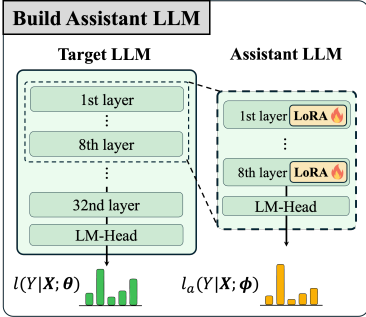 Build Assistant LLM
Target LLM
1st layer
⋮
8th layer
⋮
32nd layer
LM-Head
l(Y|X; θ)
Assistant LLM
1st layer LoRA
⋮
8th layer LoRA
LM-Head
lₐ(Y|X; ϕ)